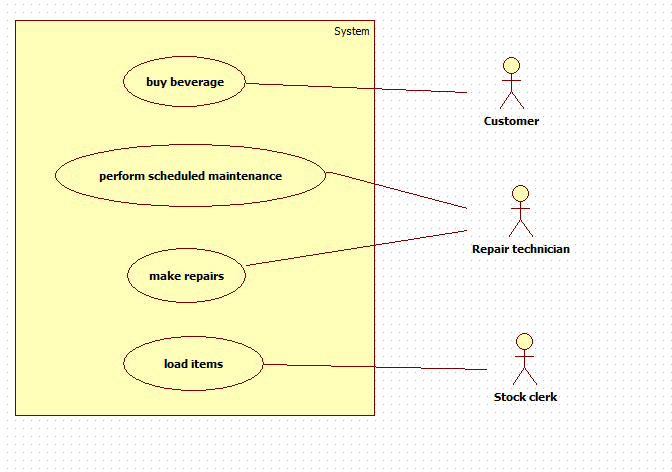 System
buy beverage
Customer
perform scheduled maintenance
Repair technician
make repairs
load items
Stock clerk